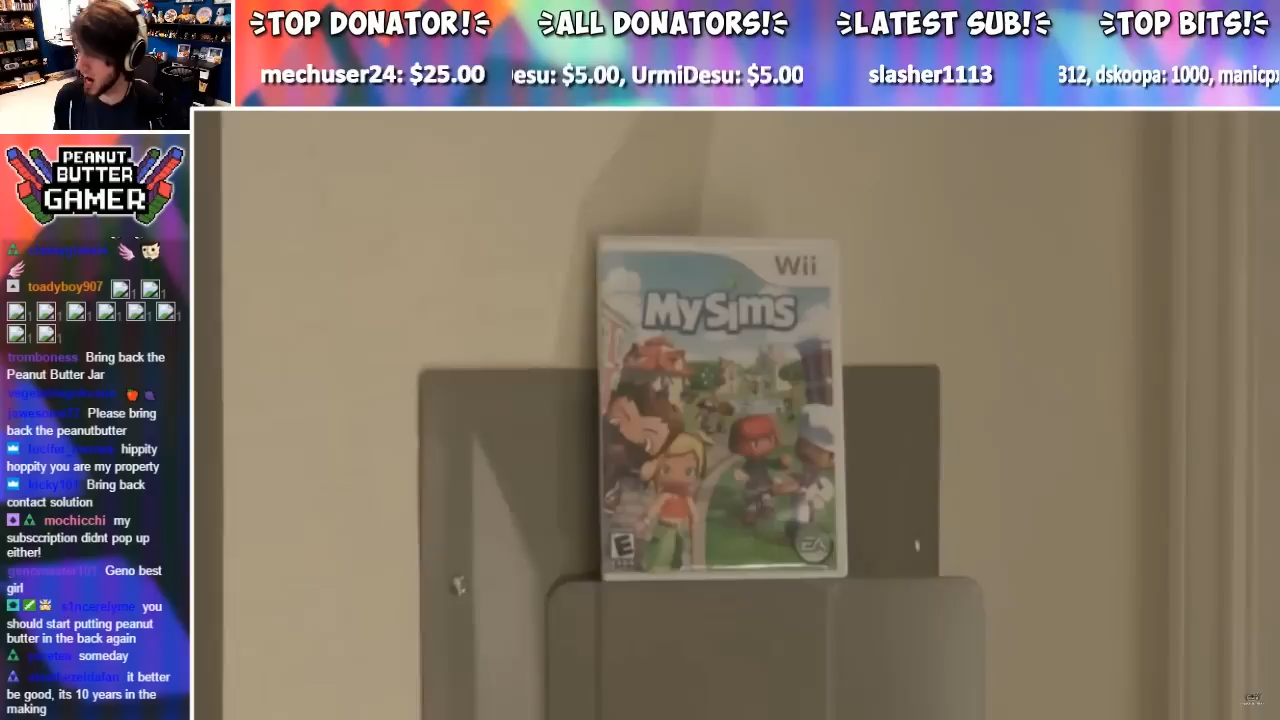 TOP DONATOR!
ALL DONATORS!
LATEST SUB!
TOP BITS!
mechuser24: $25.00
esu: $5.00, UrmiDesu: $5.00
slasher1113
312, dskoopa: 1000, manicp
PEANUT
BUTTER
GAMER
Wii
MySims
E
EA
toadyboy907
tromboness Bring back the
Peanut Butter Jar
Please bring
back the peanutbutter
hippity
hoppity you are my property
kicky101 Bring back
contact solution
mochicchi my
subsccription didnt pop up
either!
Geno best
girl
s1ncerelyme you
should start putting peanut
butter in the back again
someday
it better
be good, its 10 years in the
making